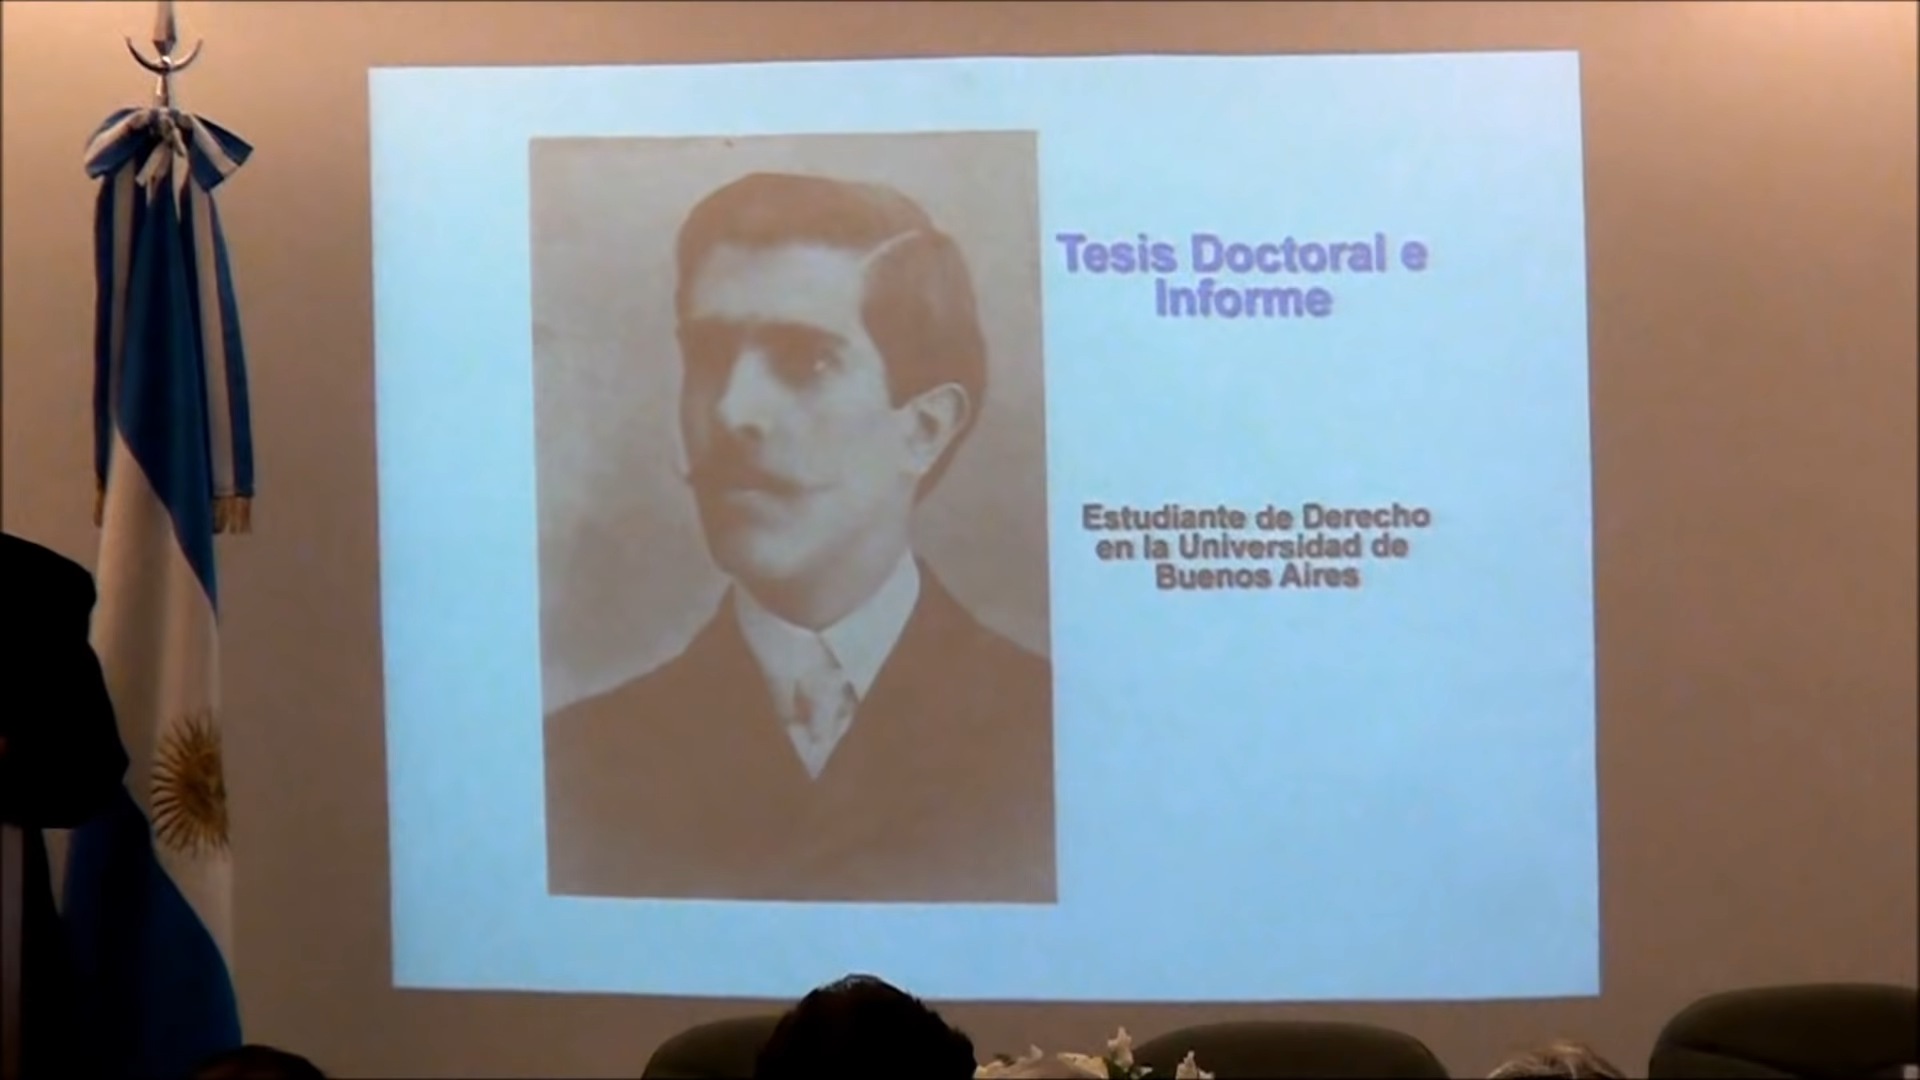 Tesis Doctoral e
Informe
Estudiante de Derecho
en la Universidad de
Buenos Aires